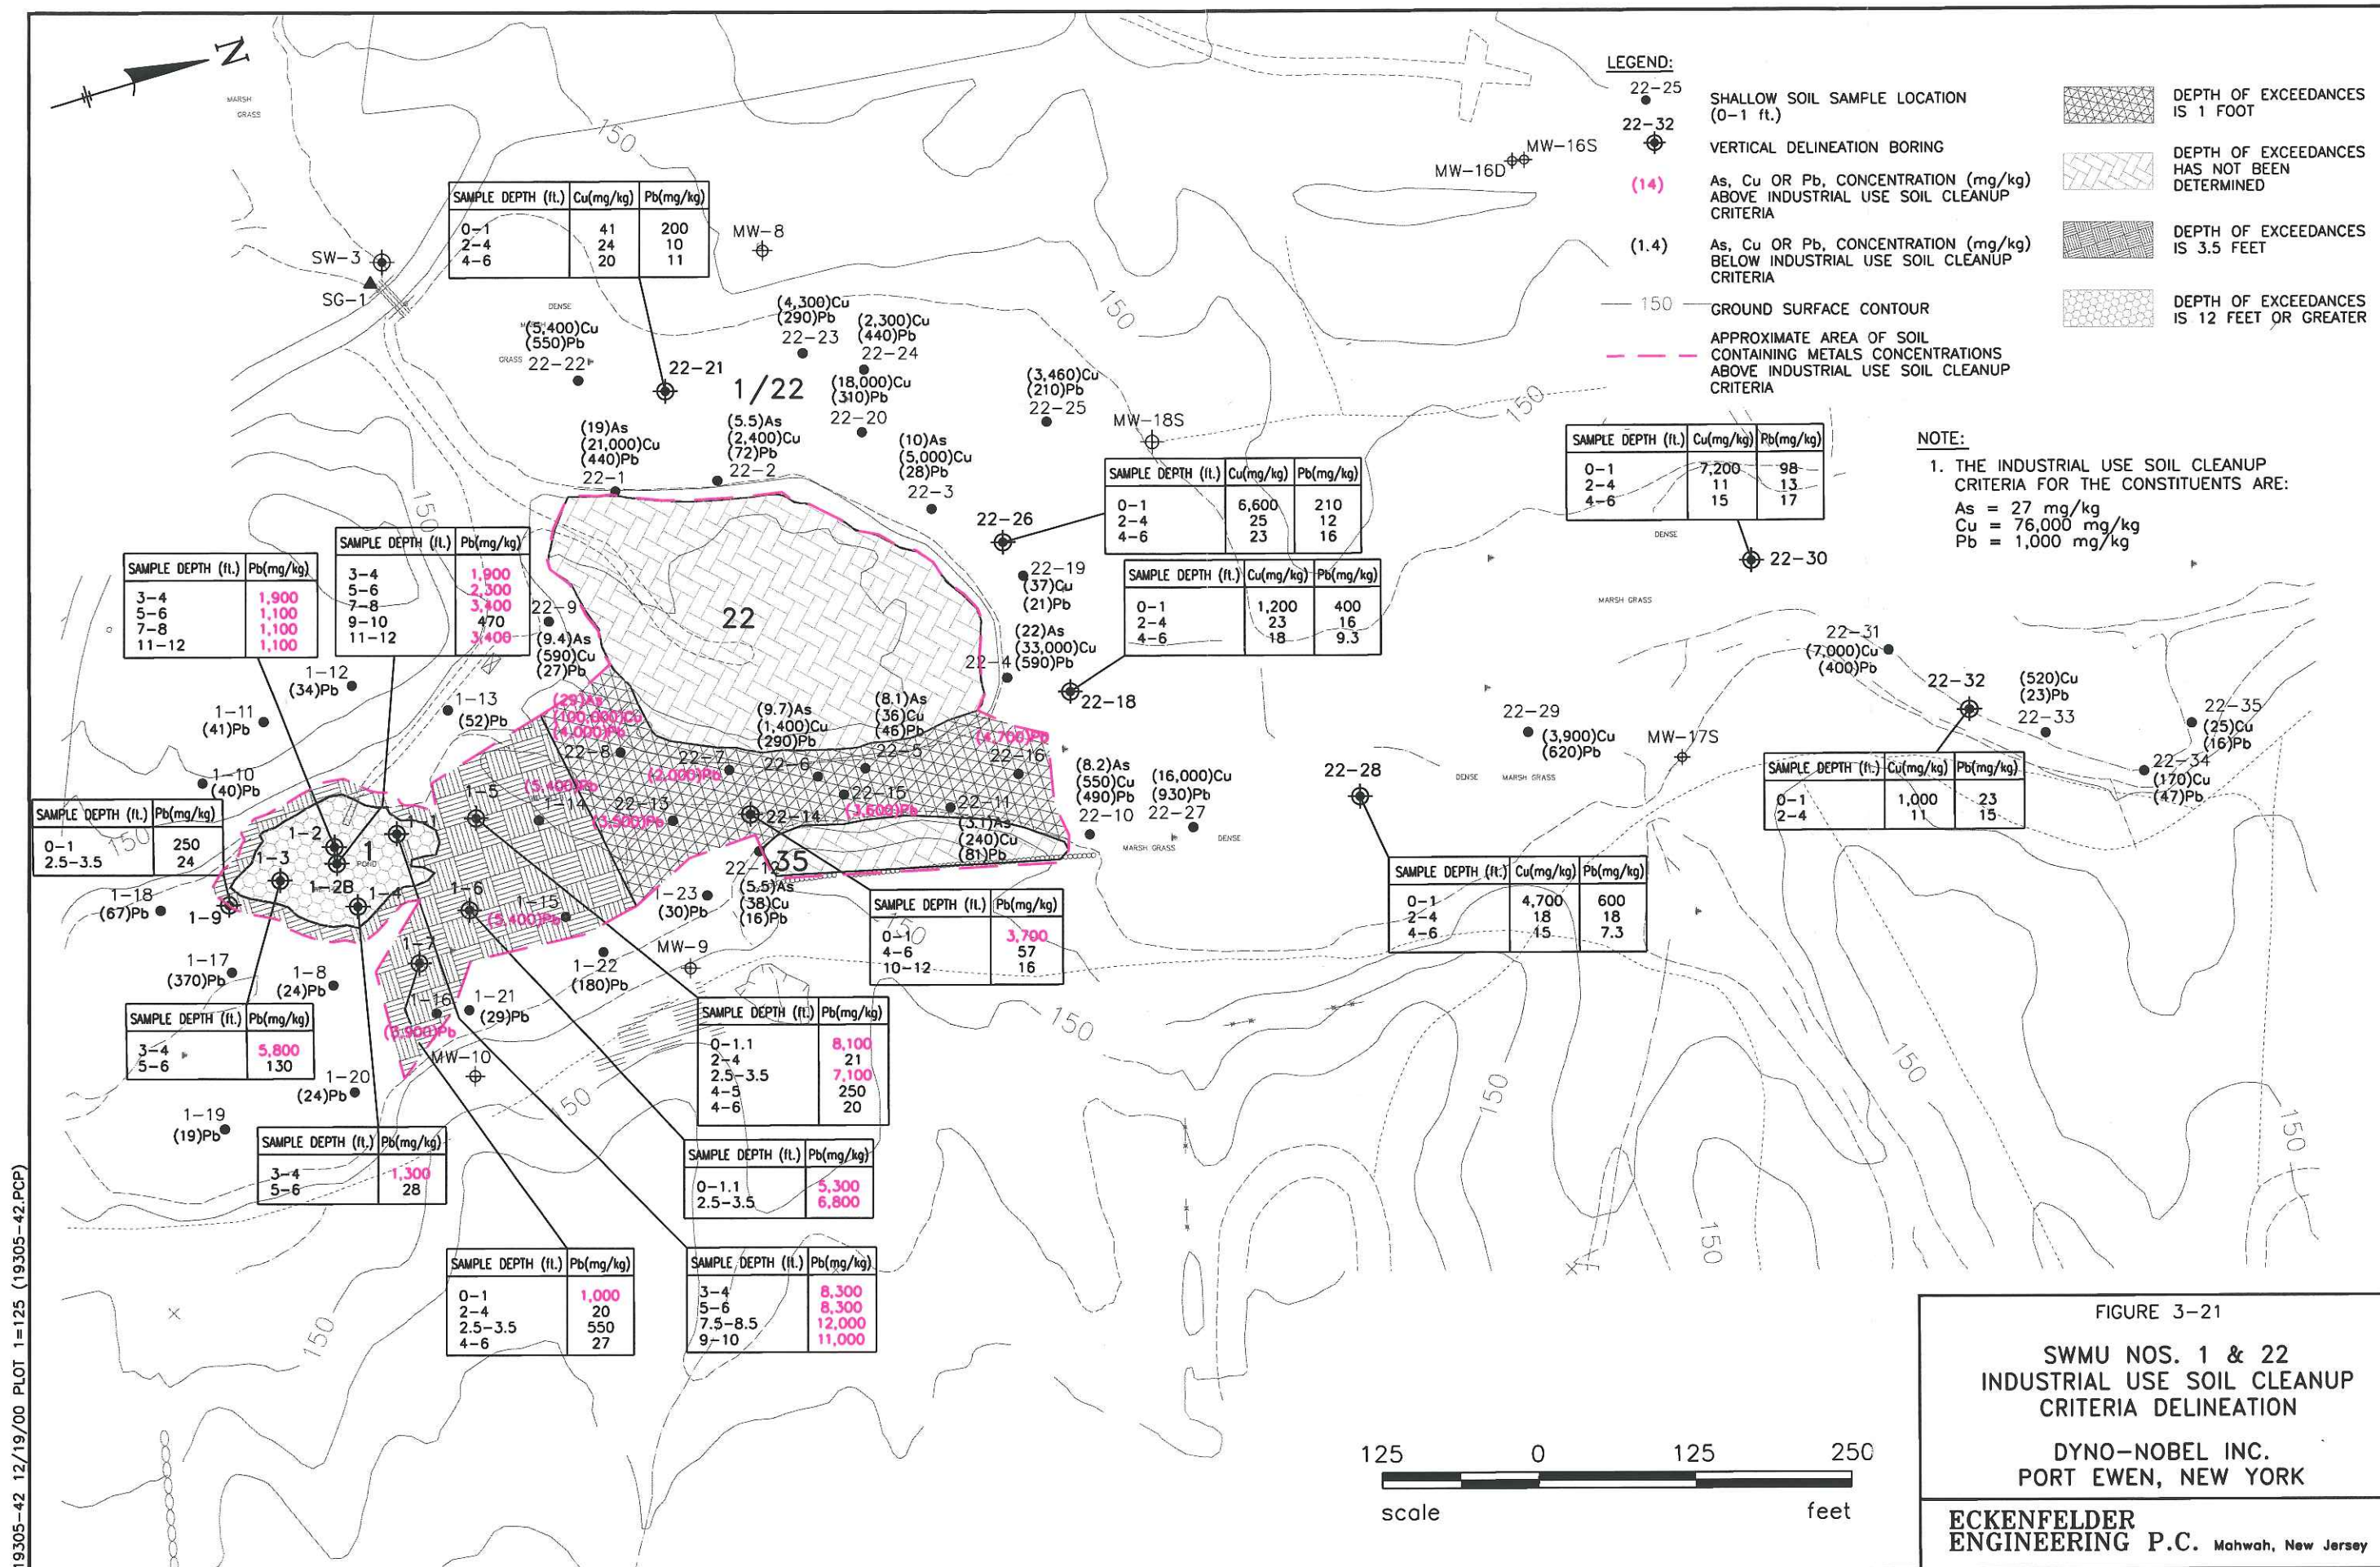 N
MARSH
GRASS
150
SAMPLE DEPTH (ft.) Cu(mg/kg) Pb(mg/kg)
0-1 41 200
2-4 24 10
4-6 20 11
MW-8
SW-3
SG-1
DENSE
GRASS
(5,400)Cu
(550)Pb
22-22
22-21
1/22
(4,300)Cu
(290)Pb
22-23
(2,300)Cu
(440)Pb
22-24
(18,000)Cu
(310)Pb
22-20
(3,460)Cu
(210)Pb
22-25
MW-16D
MW-16S
MW-18S
150
150
(19)As
(21,000)Cu
(440)Pb
22-1
(5.5)As
(2,400)Cu
(72)Pb
22-2
(10)As
(5,000)Cu
(28)Pb
22-3
LEGEND:
22-25
SHALLOW SOIL SAMPLE LOCATION
(0-1 ft.)
22-32
VERTICAL DELINEATION BORING
(14)
As, Cu OR Pb, CONCENTRATION (mg/kg)
ABOVE INDUSTRIAL USE SOIL CLEANUP
CRITERIA
(1.4)
As, Cu OR Pb, CONCENTRATION (mg/kg)
BELOW INDUSTRIAL USE SOIL CLEANUP
CRITERIA
150
GROUND SURFACE CONTOUR
APPROXIMATE AREA OF SOIL
CONTAINING METALS CONCENTRATIONS
ABOVE INDUSTRIAL USE SOIL CLEANUP
CRITERIA
DEPTH OF EXCEEDANCES
IS 1 FOOT
DEPTH OF EXCEEDANCES
HAS NOT BEEN
DETERMINED
DEPTH OF EXCEEDANCES
IS 3.5 FEET
DEPTH OF EXCEEDANCES
IS 12 FEET OR GREATER
NOTE:
1. THE INDUSTRIAL USE SOIL CLEANUP
CRITERIA FOR THE CONSTITUENTS ARE:
As = 27 mg/kg
Cu = 76,000 mg/kg
Pb = 1,000 mg/kg
SAMPLE DEPTH (ft.) Cu(mg/kg) Pb(mg/kg)
0-1 6,600 210
2-4 25 12
4-6 23 16
22-26
SAMPLE DEPTH (ft.) Cu(mg/kg) Pb(mg/kg)
0-1 1,200 400
2-4 23 16
4-6 18 9.3
22-18
22-19
(37)Cu
(21)Pb
(22)As
(33,000)Cu
22-4 (590)Pb
SAMPLE DEPTH (ft.) Cu(mg/kg) Pb(mg/kg)
0-1 7,200 98
2-4 11 13
4-6 15 17
DENSE
22-30
MARSH GRASS
150
SAMPLE DEPTH (ft.) Pb(mg/kg)
3-4 1,900
5-6 1,100
7-8 1,100
11-12 1,100
SAMPLE DEPTH (ft.) Pb(mg/kg)
3-4 1,900
5-6 2,300
7-8 3,400
9-10 470
11-12 3,400
22-9
(9.4)As
(590)Cu
(27)Pb
22
1-12
(34)Pb
1-11
(41)Pb
1-13
(52)Pb
1-10
(40)Pb
(29)As
(100,000)Cu
(4,000)Pb
22-8
22-7
(2,000)Pb
(9.7)As
(1,400)Cu
(290)Pb
22-6
(8.1)As
(36)Cu
(46)Pb
22-5
(4,700)Pb
22-16
22-31
(7,000)Cu
(400)Pb
22-32
(520)Cu
(23)Pb
22-33
22-35
(25)Cu
(16)Pb
22-34
(170)Cu
(47)Pb
22-29
(3,900)Cu
(620)Pb
MW-17S
22-28
DENSE
MARSH GRASS
SAMPLE DEPTH (ft.) Cu(mg/kg) Pb(mg/kg)
0-1 1,000 23
2-4 11 15
(8.2)As
(550)Cu
(490)Pb
22-10
(16,000)Cu
(930)Pb
22-27
DENSE
MARSH GRASS
SAMPLE DEPTH (ft.) Pb(mg/kg)
0-1 250
2.5-3.5 24
150
1-2
1-1
1-3
1
POND
1-2B
1-4
1-5
(5,400)Pb
1-14
22-13
(3,500)Pb
22-14
22-15
(3,600)Pb
22-11
(3.1)As
(240)Cu
(81)Pb
35
22-12
(5.5)As
(38)Cu
(16)Pb
1-18
(67)Pb
1-9
1-6
1-15
(5,400)Pb
1-23
(30)Pb
1-7
1-17
(370)Pb
1-8
(24)Pb
1-16
(3,900)Pb
1-21
(29)Pb
1-22
(180)Pb
MW-9
MW-10
SAMPLE DEPTH (ft.) Pb(mg/kg)
0-1 3,700
4-6 57
10-12 16
SAMPLE DEPTH (ft.) Cu(mg/kg) Pb(mg/kg)
0-1 4,700 600
2-4 18 18
4-6 15 7.3
SAMPLE DEPTH (ft.) Pb(mg/kg)
3-4 5,800
5-6 130
1-20
(24)Pb
1-19
(19)Pb
SAMPLE DEPTH (ft.) Pb(mg/kg)
0-1.1 8,100
2-4 21
2.5-3.5 7,100
4-5 250
4-6 20
150
150
150
150
150
150
SAMPLE DEPTH (ft.) Pb(mg/kg)
3-4 1,300
5-6 28
SAMPLE DEPTH (ft.) Pb(mg/kg)
0-1.1 5,300
2.5-3.5 6,800
SAMPLE DEPTH (ft.) Pb(mg/kg)
0-1 1,000
2-4 20
2.5-3.5 550
4-6 27
SAMPLE DEPTH (ft.) Pb(mg/kg)
3-4 8,300
5-6 8,300
7.5-8.5 12,000
9-10 11,000
125 0 125 250
scale feet
FIGURE 3-21
SWMU NOS. 1 & 22
INDUSTRIAL USE SOIL CLEANUP
CRITERIA DELINEATION
DYNO-NOBEL INC.
PORT EWEN, NEW YORK
ECKENFELDER
ENGINEERING P.C. Mahwah, New Jersey
19305-42 12/19/00 PLOT 1=125 (19305-42.PCP)